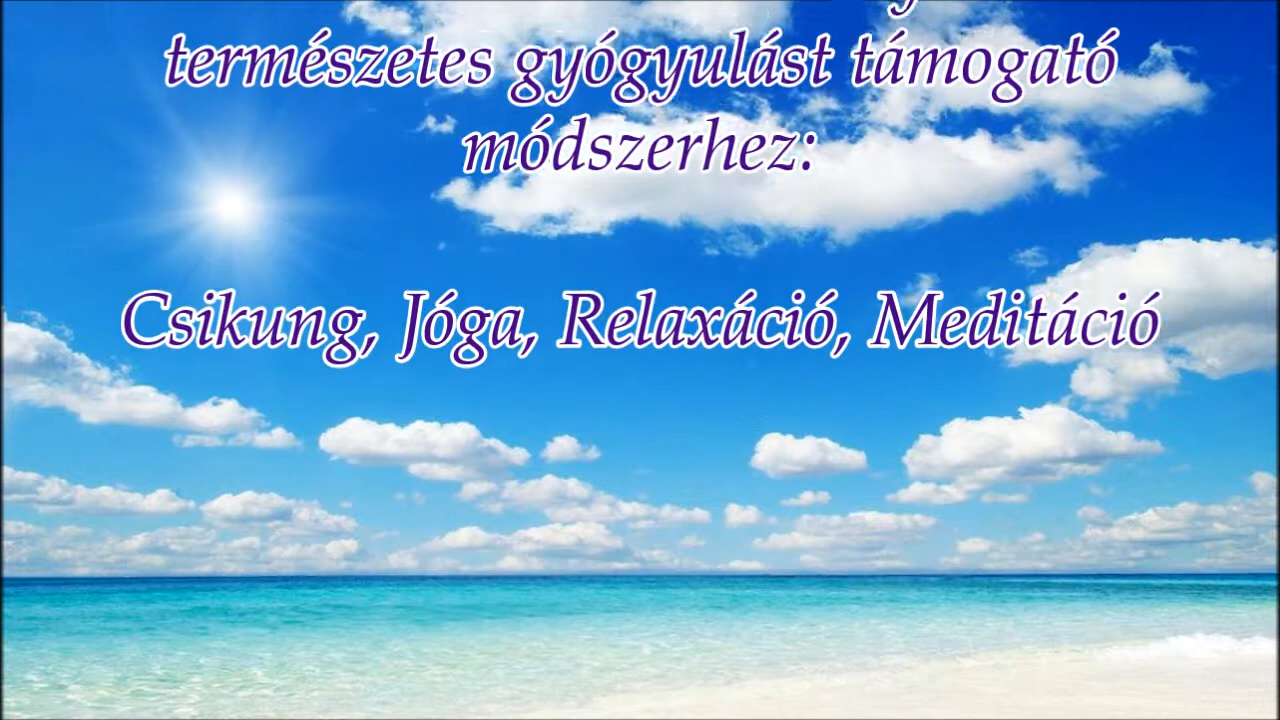 természetes gyógyulást támogató
módszerhez:
Csikung, Jóga, Relaxáció, Meditáció